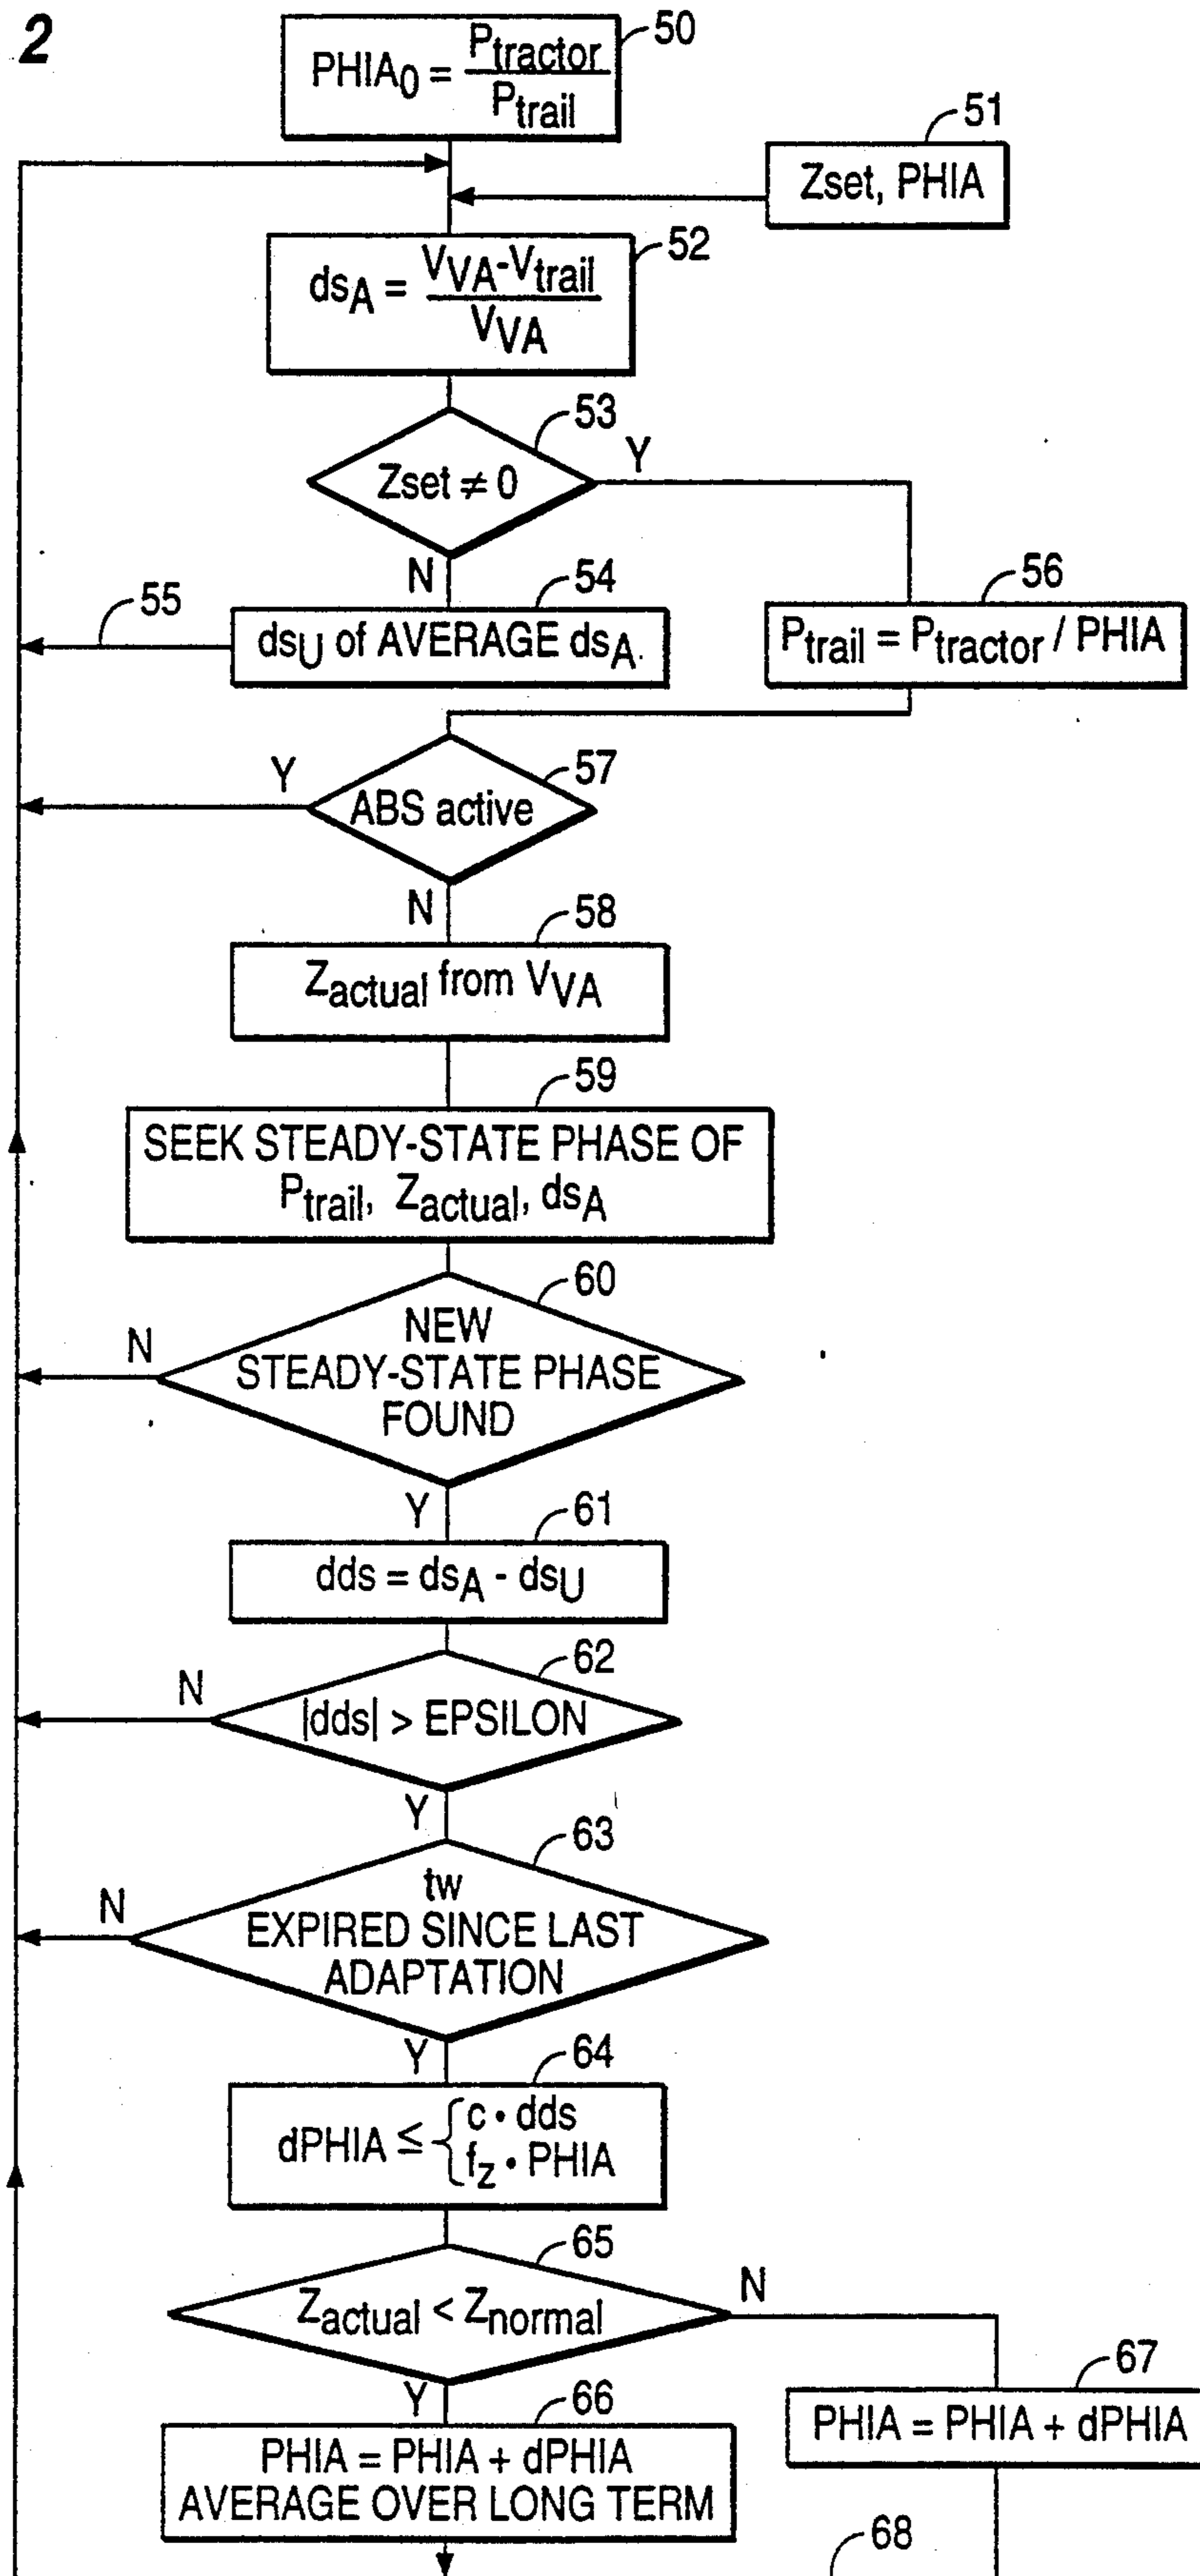 2
50
PHIA0 = Ptractor
Ptrail
51
Zset, PHIA
52
dsA = VVA-Vtrail
VVA
53
Zset ≠ 0
Y
N
54
55
dsU of AVERAGE dsA.
56
Ptrail = Ptractor / PHIA
57
Y
ABS active
N
58
Zactual from VVA
59
SEEK STEADY-STATE PHASE OF
Ptrail, Zactual, dsA
60
NEW
STEADY-STATE PHASE
FOUND
N
Y
61
dds = dsA - dsU
62
N
|dds| > EPSILON
Y
63
tw
EXPIRED SINCE LAST
ADAPTATION
N
Y
64
dPHIA ≤ { c • dds
fz • PHIA
65
Zactual < Znormal
N
Y
66
PHIA = PHIA + dPHIA
AVERAGE OVER LONG TERM
67
PHIA = PHIA + dPHIA
68